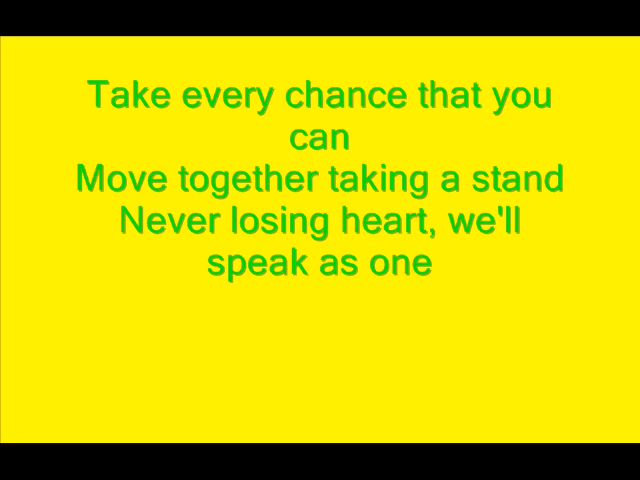 Take every chance that you
can
Move together taking a stand
Never losing heart, we'll
speak as one